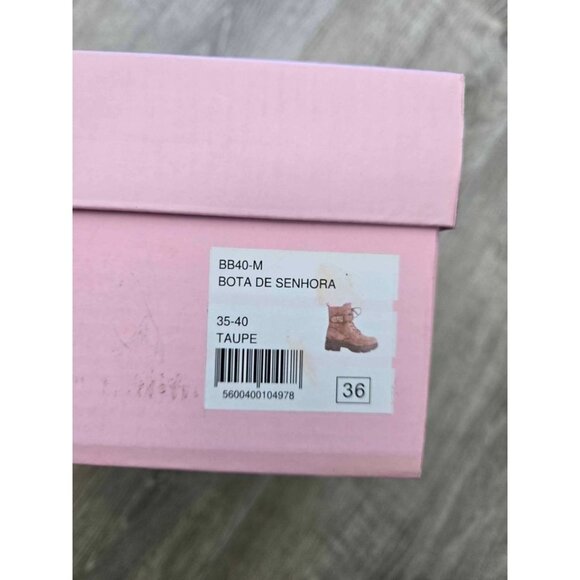 BB40-M
BOTA DE SENHORA
35-40
TAUPE
5600400104978
36